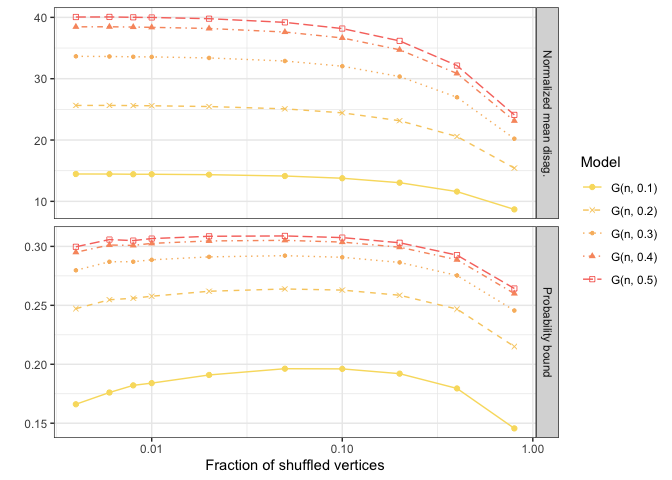 40
30
20
10
Normalized mean disag.
0.30
0.25
0.20
0.15
Probability bound
0.01
0.10
1.00
Fraction of shuffled vertices
Model
G(n, 0.1)
G(n, 0.2)
G(n, 0.3)
G(n, 0.4)
G(n, 0.5)